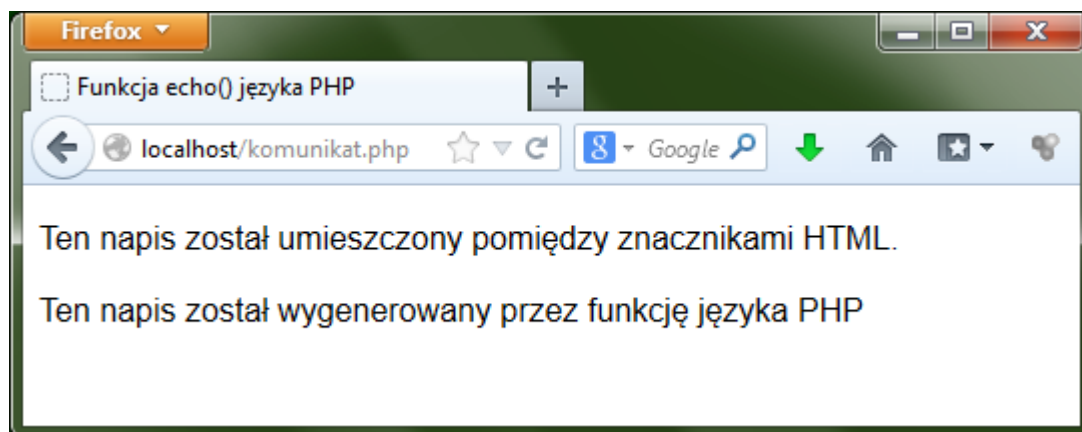 Firefox
Funkcja echo() języka PHP
localhost/komunikat.php
8 Google
Ten napis został umieszczony pomiędzy znacznikami HTML.
Ten napis został wygenerowany przez funkcję języka PHP